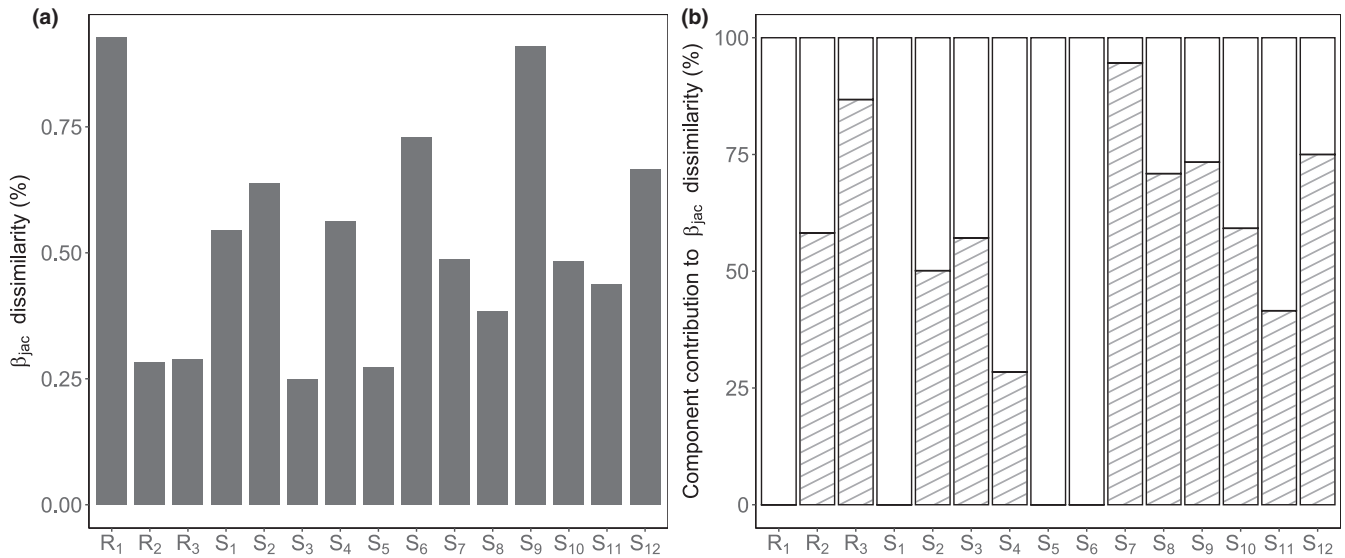 (a)
β_jac dissimilarity (%)
0.75
0.50
0.25
0.00
R₁ R₂ R₃ S₁ S₂ S₃ S₄ S₅ S₆ S₇ S₈ S₉ S₁₀ S₁₁ S₁₂
(b)
Component contribution to β_jac dissimilarity (%)
100
75
50
25
0
R₁ R₂ R₃ S₁ S₂ S₃ S₄ S₅ S₆ S₇ S₈ S₉ S₁₀ S₁₁ S₁₂